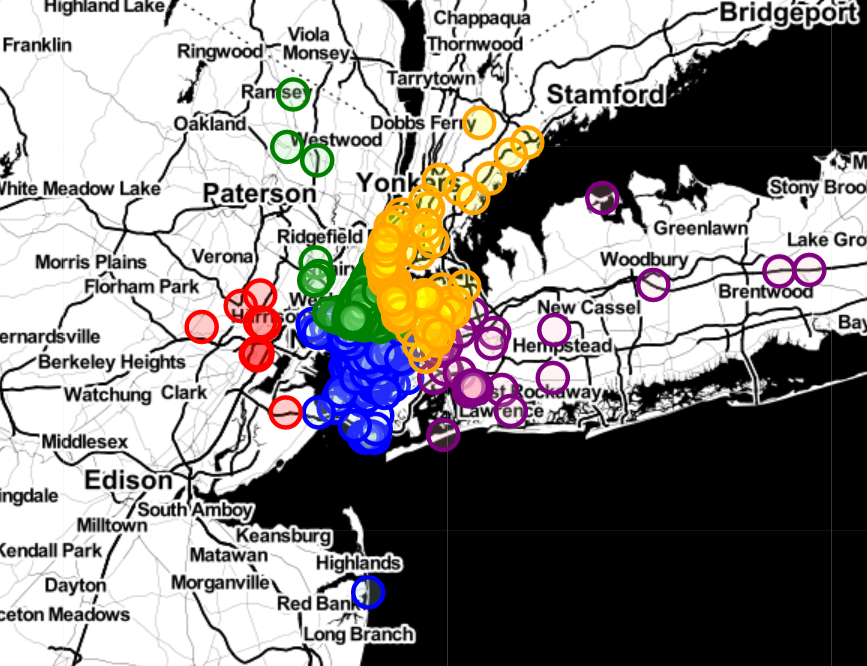 Highland Lake
Chappaqua
Bridgeport
Viola
Franklin
Ringwood
Monsey
Thornwood
Tarrytown
Ramsey
Stamford
Oakland
Dobbs Ferry
Westwood
White Meadow Lake
Paterson
Yonkers
Stony Broo
Greenlawn
Ridgefield
Lake Gro
Verona
Morris Plains
Woodbury
Florham Park
Brentwood
New Cassel
Harriso
Bay
ernardsville
Hempstead
Berkeley Heights
Watchung
Clark
st Rockaway
Lawrence
Middlesex
Edison
ingdale
South Amboy
Milltown
Keansburg
Kendall Park
Matawan
Highlands
Dayton
Morganville
Red Bank
ceton Meadows
Long Branch